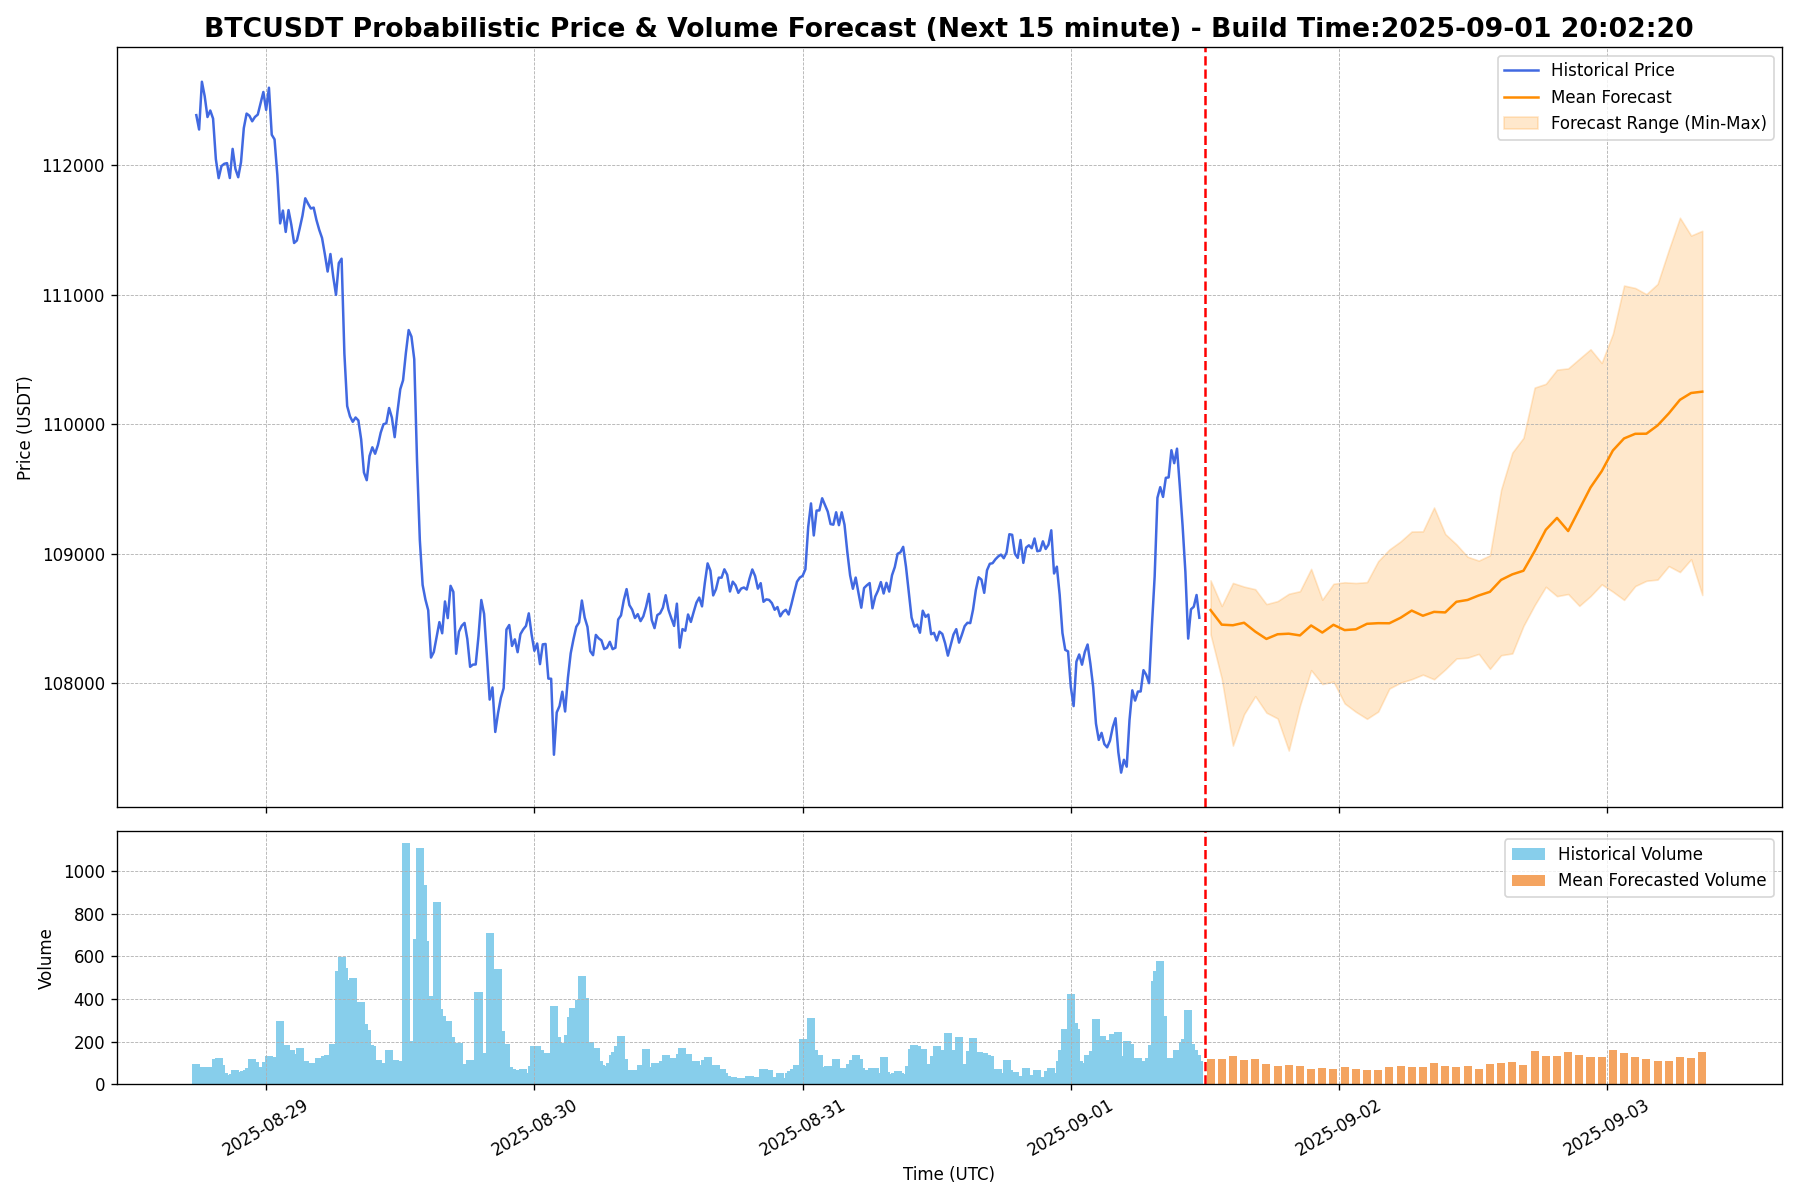 BTCUSDT Probabilistic Price & Volume Forecast (Next 15 minute) - Build Time:2025-09-01 20:02:20
Historical Price
Mean Forecast
Forecast Range (Min-Max)
112000
111000
110000
109000
108000
Price (USDT)
Historical Volume
Mean Forecasted Volume
1000
800
600
400
200
0
Volume
2025-08-29
2025-08-30
2025-08-31
2025-09-01
2025-09-02
2025-09-03
Time (UTC)